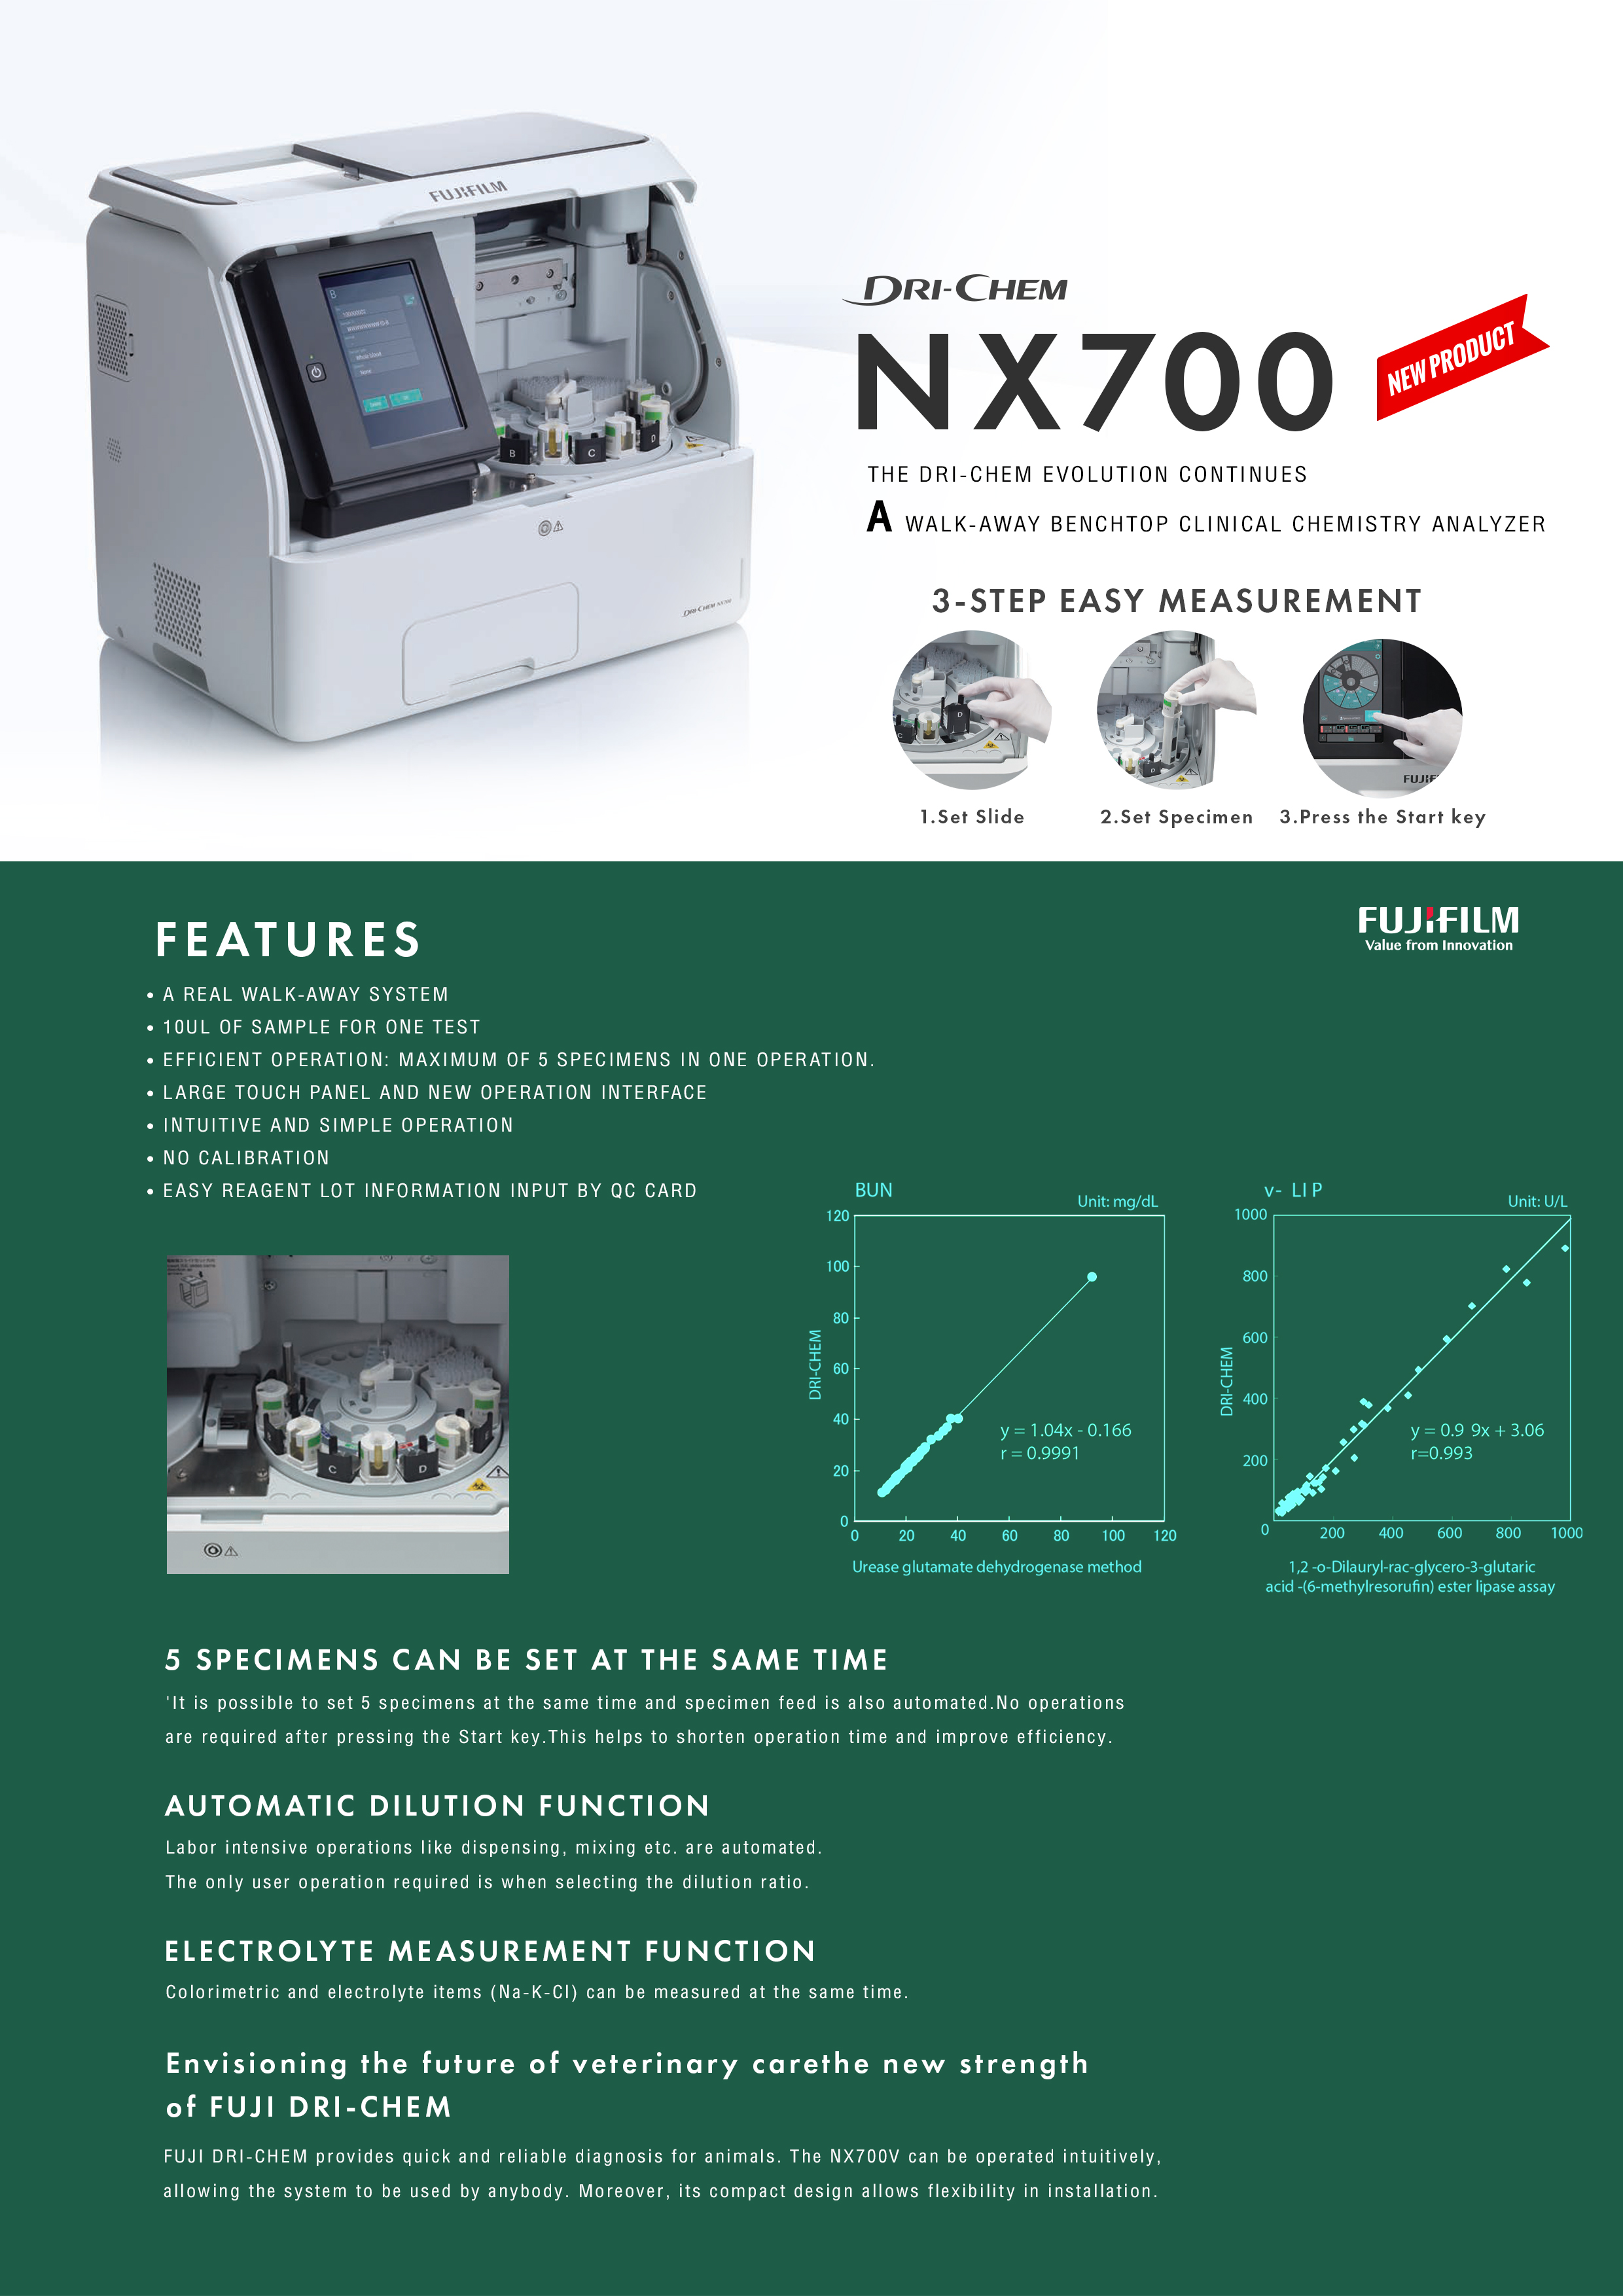 FUJIFILM
B
C
D
DRI-CHEM NX700
DRI-CHEM
NX700
NEW PRODUCT
THE DRI-CHEM EVOLUTION CONTINUES
A WALK-AWAY BENCHTOP CLINICAL CHEMISTRY ANALYZER
3-STEP EASY MEASUREMENT
1.Set Slide
2.Set Specimen
3.Press the Start key
FEATURES
FUJIFILM
Value from Innovation
• A REAL WALK-AWAY SYSTEM
• 10UL OF SAMPLE FOR ONE TEST
• EFFICIENT OPERATION: MAXIMUM OF 5 SPECIMENS IN ONE OPERATION.
• LARGE TOUCH PANEL AND NEW OPERATION INTERFACE
• INTUITIVE AND SIMPLE OPERATION
• NO CALIBRATION
• EASY REAGENT LOT INFORMATION INPUT BY QC CARD
BUN
Unit: mg/dL
120
100
80
60
40
20
0
DRI-CHEM
y = 1.04x - 0.166
r = 0.9991
0 20 40 60 80 100 120
Urease glutamate dehydrogenase method
v- LIP
Unit: U/L
1000
800
600
400
200
DRI-CHEM
y = 0.9 9x + 3.06
r=0.993
0 200 400 600 800 1000
1,2 -o-Dilauryl-rac-glycero-3-glutaric
acid -(6-methylresorufin) ester lipase assay
C
D
5 SPECIMENS CAN BE SET AT THE SAME TIME
'It is possible to set 5 specimens at the same time and specimen feed is also automated.No operations
are required after pressing the Start key.This helps to shorten operation time and improve efficiency.
AUTOMATIC DILUTION FUNCTION
Labor intensive operations like dispensing, mixing etc. are automated.
The only user operation required is when selecting the dilution ratio.
ELECTROLYTE MEASUREMENT FUNCTION
Colorimetric and electrolyte items (Na-K-Cl) can be measured at the same time.
Envisioning the future of veterinary carethe new strength
of FUJI DRI-CHEM
FUJI DRI-CHEM provides quick and reliable diagnosis for animals. The NX700V can be operated intuitively,
allowing the system to be used by anybody. Moreover, its compact design allows flexibility in installation.